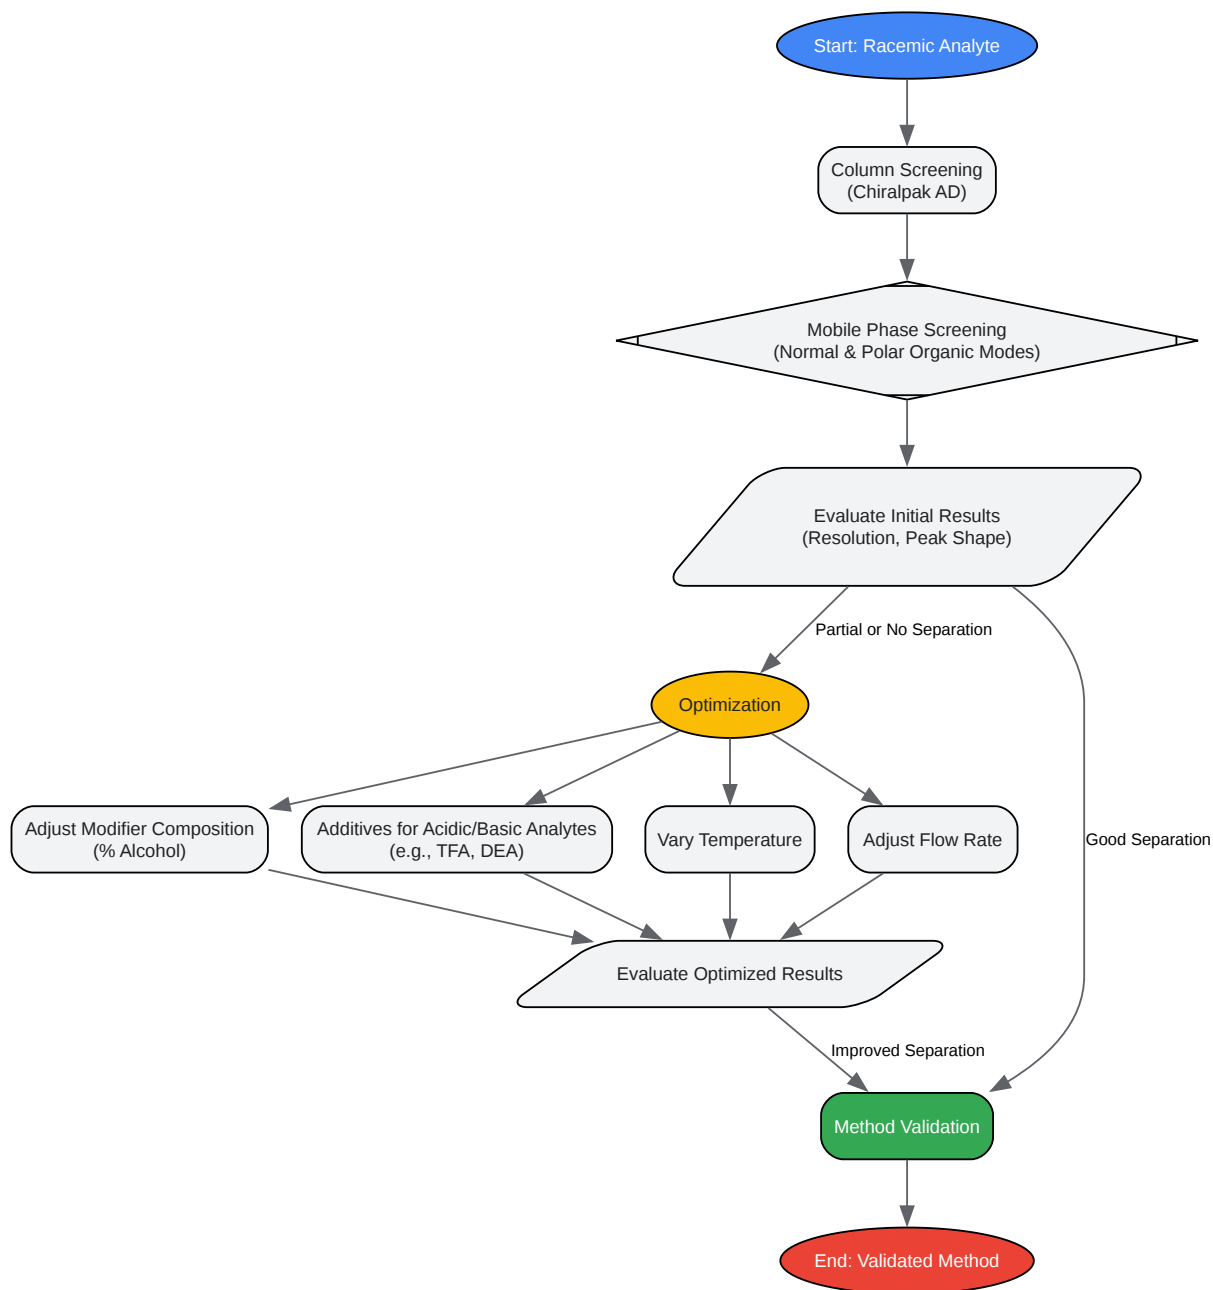 Start: Racemic Analyte
Column Screening
(Chiralpak AD)
Mobile Phase Screening
(Normal & Polar Organic Modes)
Evaluate Initial Results
(Resolution, Peak Shape)
Partial or No Separation
Optimization
Adjust Modifier Composition
(% Alcohol)
Additives for Acidic/Basic Analytes
(e.g., TFA, DEA)
Vary Temperature
Adjust Flow Rate
Good Separation
Evaluate Optimized Results
Improved Separation
Method Validation
End: Validated Method